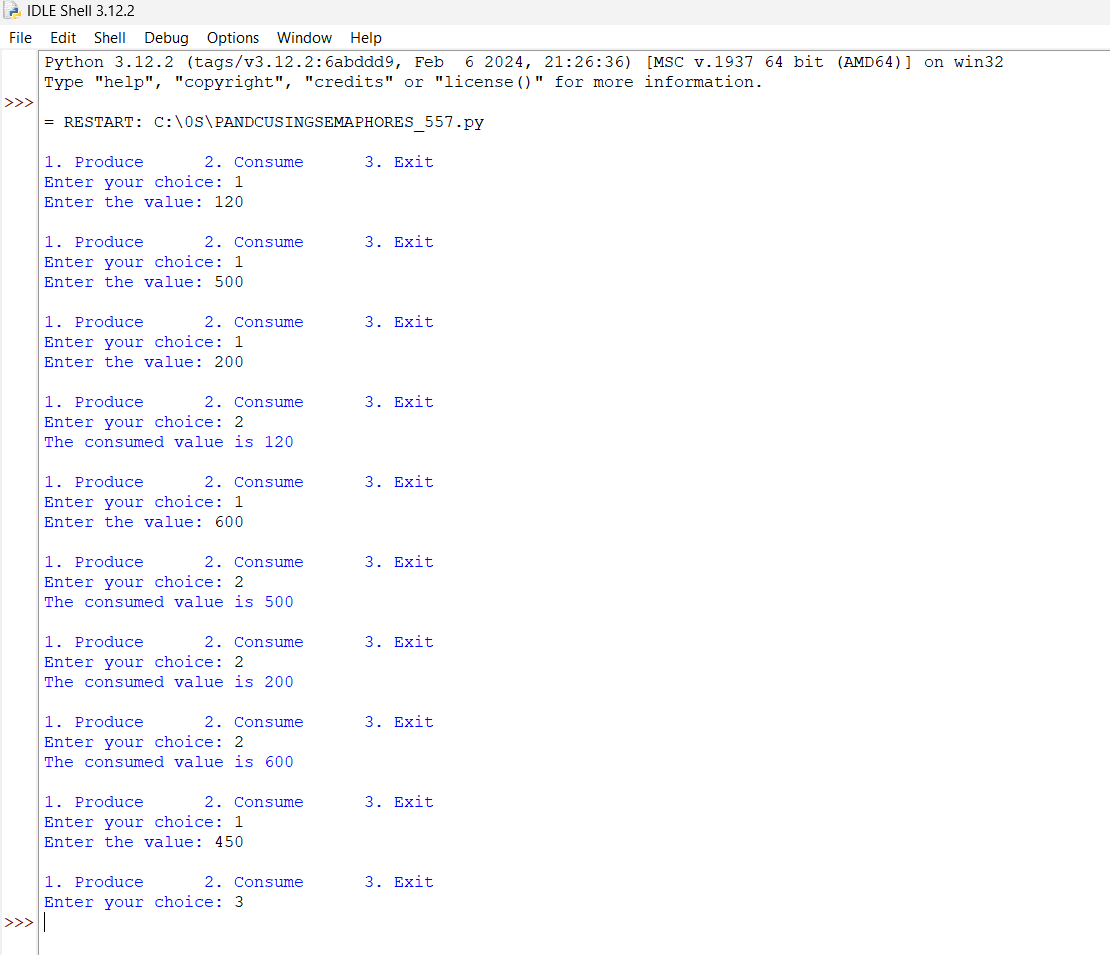 IDLE Shell 3.12.2
File Edit Shell Debug Options Window Help
Python 3.12.2 (tags/v3.12.2:6abddd9, Feb  6 2024, 21:26:36) [MSC v.1937 64 bit (AMD64)] on win32
Type "help", "copyright", "credits" or "license()" for more information.
>>>
= RESTART: C:\OS\PANDCUSINGSEMAPHORES_557.py
1. Produce      2. Consume      3. Exit
Enter your choice: 1
Enter the value: 120
1. Produce      2. Consume      3. Exit
Enter your choice: 1
Enter the value: 500
1. Produce      2. Consume      3. Exit
Enter your choice: 1
Enter the value: 200
1. Produce      2. Consume      3. Exit
Enter your choice: 2
The consumed value is 120
1. Produce      2. Consume      3. Exit
Enter your choice: 1
Enter the value: 600
1. Produce      2. Consume      3. Exit
Enter your choice: 2
The consumed value is 500
1. Produce      2. Consume      3. Exit
Enter your choice: 2
The consumed value is 200
1. Produce      2. Consume      3. Exit
Enter your choice: 2
The consumed value is 600
1. Produce      2. Consume      3. Exit
Enter your choice: 1
Enter the value: 450
1. Produce      2. Consume      3. Exit
Enter your choice: 3
>>>